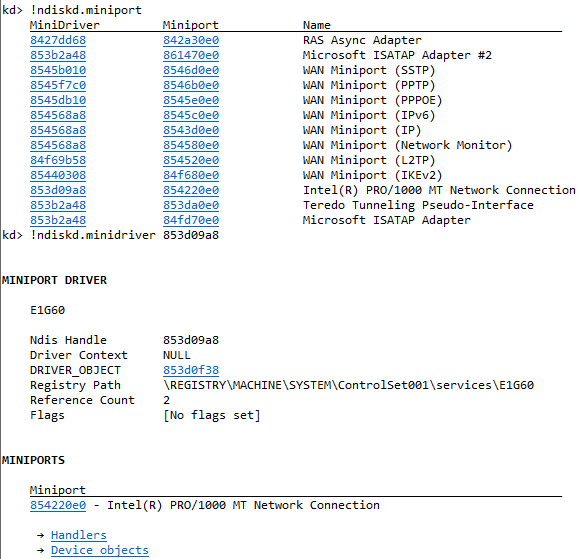 kd> !ndiskd.miniport
MiniDriver Miniport Name
8427dd68 842a30e0 RAS Async Adapter
853b2a48 861470e0 Microsoft ISATAP Adapter #2
8545b010 8546d0e0 WAN Miniport (SSTP)
8545f7c0 8546b0e0 WAN Miniport (PPTP)
8545db10 8545e0e0 WAN Miniport (PPPOE)
854568a8 8545c0e0 WAN Miniport (IPv6)
854568a8 8543d0e0 WAN Miniport (IP)
854568a8 854580e0 WAN Miniport (Network Monitor)
84f69b58 854520e0 WAN Miniport (L2TP)
85440308 84f680e0 WAN Miniport (IKEv2)
853d09a8 854220e0 Intel(R) PRO/1000 MT Network Connection
853b2a48 853da0e0 Teredo Tunneling Pseudo-Interface
853b2a48 84fd70e0 Microsoft ISATAP Adapter
kd> !ndiskd.minidriver 853d09a8
MINIPORT DRIVER
E1G60
Ndis Handle 853d09a8
Driver Context NULL
DRIVER_OBJECT 853d0f38
Registry Path \REGISTRY\MACHINE\SYSTEM\ControlSet001\services\E1G60
Reference Count 2
Flags [No flags set]
MINIPORTS
Miniport
854220e0 - Intel(R) PRO/1000 MT Network Connection
→ Handlers
→ Device objects